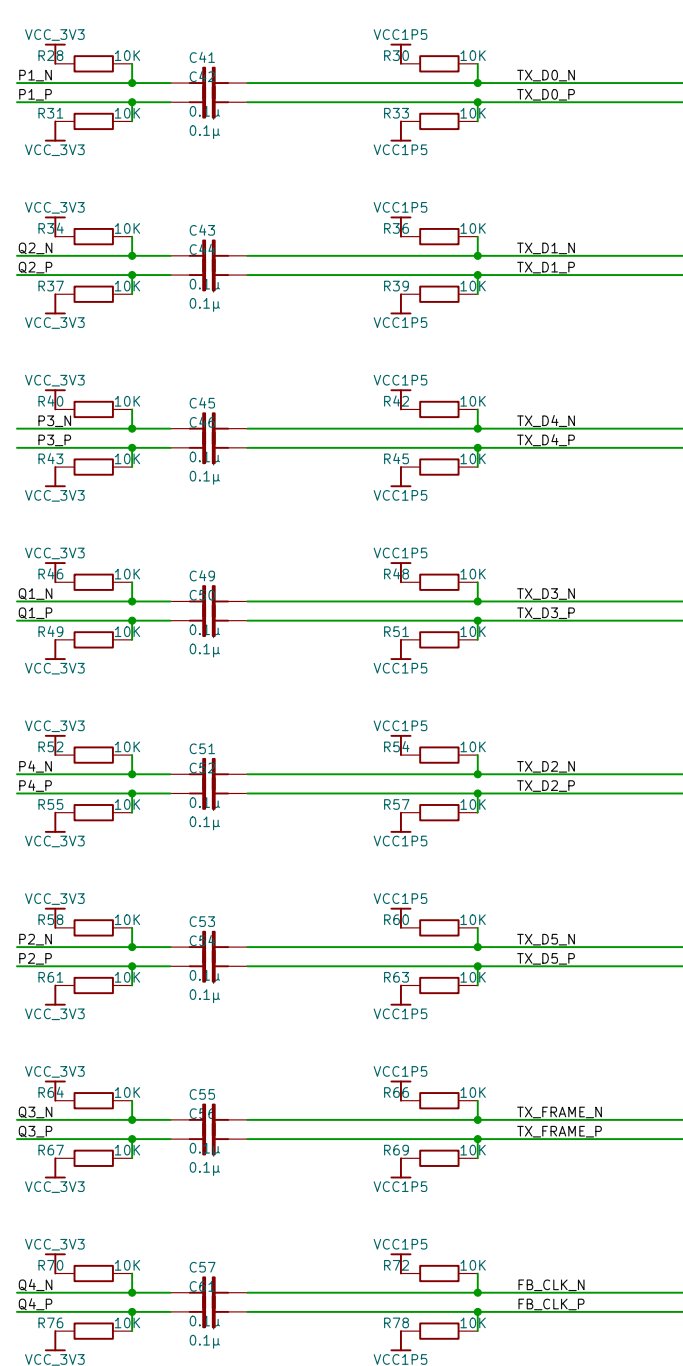 VCC_3V3 VCC1P5
R28 10K C41 R30 10K
P1_N C42 TX_D0_N
P1_P TX_D0_P
R31 10K 0.1µ R33 10K
0.1µ
VCC_3V3 VCC1P5
VCC_3V3 VCC1P5
R34 10K C43 R36 10K
Q2_N C44 TX_D1_N
Q2_P TX_D1_P
R37 10K 0.1µ R39 10K
0.1µ
VCC_3V3 VCC1P5
VCC_3V3 VCC1P5
R40 10K C45 R42 10K
P3_N C46 TX_D4_N
P3_P TX_D4_P
R43 10K 0.1µ R45 10K
0.1µ
VCC_3V3 VCC1P5
VCC_3V3 VCC1P5
R46 10K C49 R48 10K
Q1_N C50 TX_D3_N
Q1_P TX_D3_P
R49 10K 0.1µ R51 10K
0.1µ
VCC_3V3 VCC1P5
VCC_3V3 VCC1P5
R52 10K C51 R54 10K
P4_N C52 TX_D2_N
P4_P TX_D2_P
R55 10K 0.1µ R57 10K
0.1µ
VCC_3V3 VCC1P5
VCC_3V3 VCC1P5
R58 10K C53 R60 10K
P2_N C54 TX_D5_N
P2_P TX_D5_P
R61 10K 0.1µ R63 10K
0.1µ
VCC_3V3 VCC1P5
VCC_3V3 VCC1P5
R64 10K C55 R66 10K
Q3_N C56 TX_FRAME_N
Q3_P TX_FRAME_P
R67 10K 0.1µ R69 10K
0.1µ
VCC_3V3 VCC1P5
VCC_3V3 VCC1P5
R70 10K C57 R72 10K
Q4_N C61 FB_CLK_N
Q4_P FB_CLK_P
R76 10K 0.1µ R78 10K
0.1µ
VCC_3V3 VCC1P5